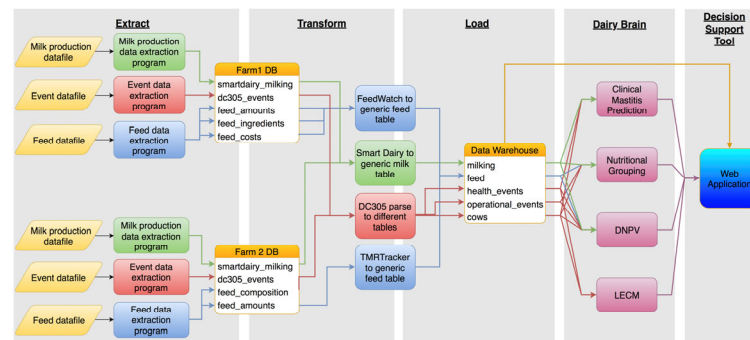 Extract
Transform
Load
Dairy Brain
Decision
Support
Tool
Milk production
datafile
Milk production
data extraction
program
Event datafile
Event data
extraction
program
Feed datafile
Feed data
extraction
program
Farm1 DB
smartdairy_milking
dc305_events
feed_amounts
feed_ingredients
feed_costs
FeedWatch to
generic feed
table
Smart Dairy to
generic milk
table
DC305 parse
to different
tables
TMRTracker
to generic
feed table
Data Warehouse
milking
feed
health_events
operational_events
cows
Clinical
Mastitis
Prediction
Nutritional
Grouping
DNPV
LECM
Web
Application
Milk production
datafile
Milk production
data extraction
program
Event datafile
Event data
extraction
program
Feed datafile
Feed data
extraction
program
Farm 2 DB
smartdairy_milking
dc305_events
feed_composition
feed_amounts